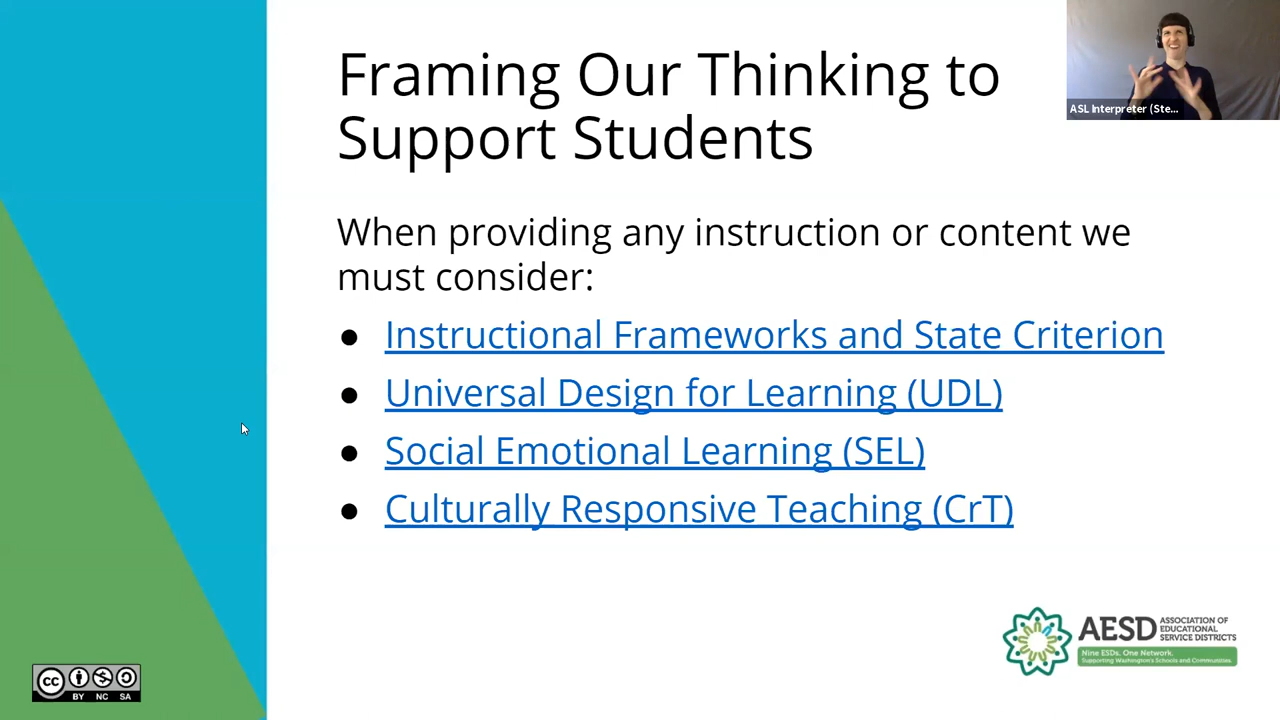 Framing Our Thinking to
Support Students
ASL Interpreter (Ste...
When providing any instruction or content we
must consider:
● Instructional Frameworks and State Criterion
● Universal Design for Learning (UDL)
● Social Emotional Learning (SEL)
● Culturally Responsive Teaching (CrT)
AESD ASSOCIATION OF
EDUCATIONAL
SERVICE DISTRICTS
Nine ESDs. One Network.
Supporting Washington's Schools and Communities.
cc
BY NC SA